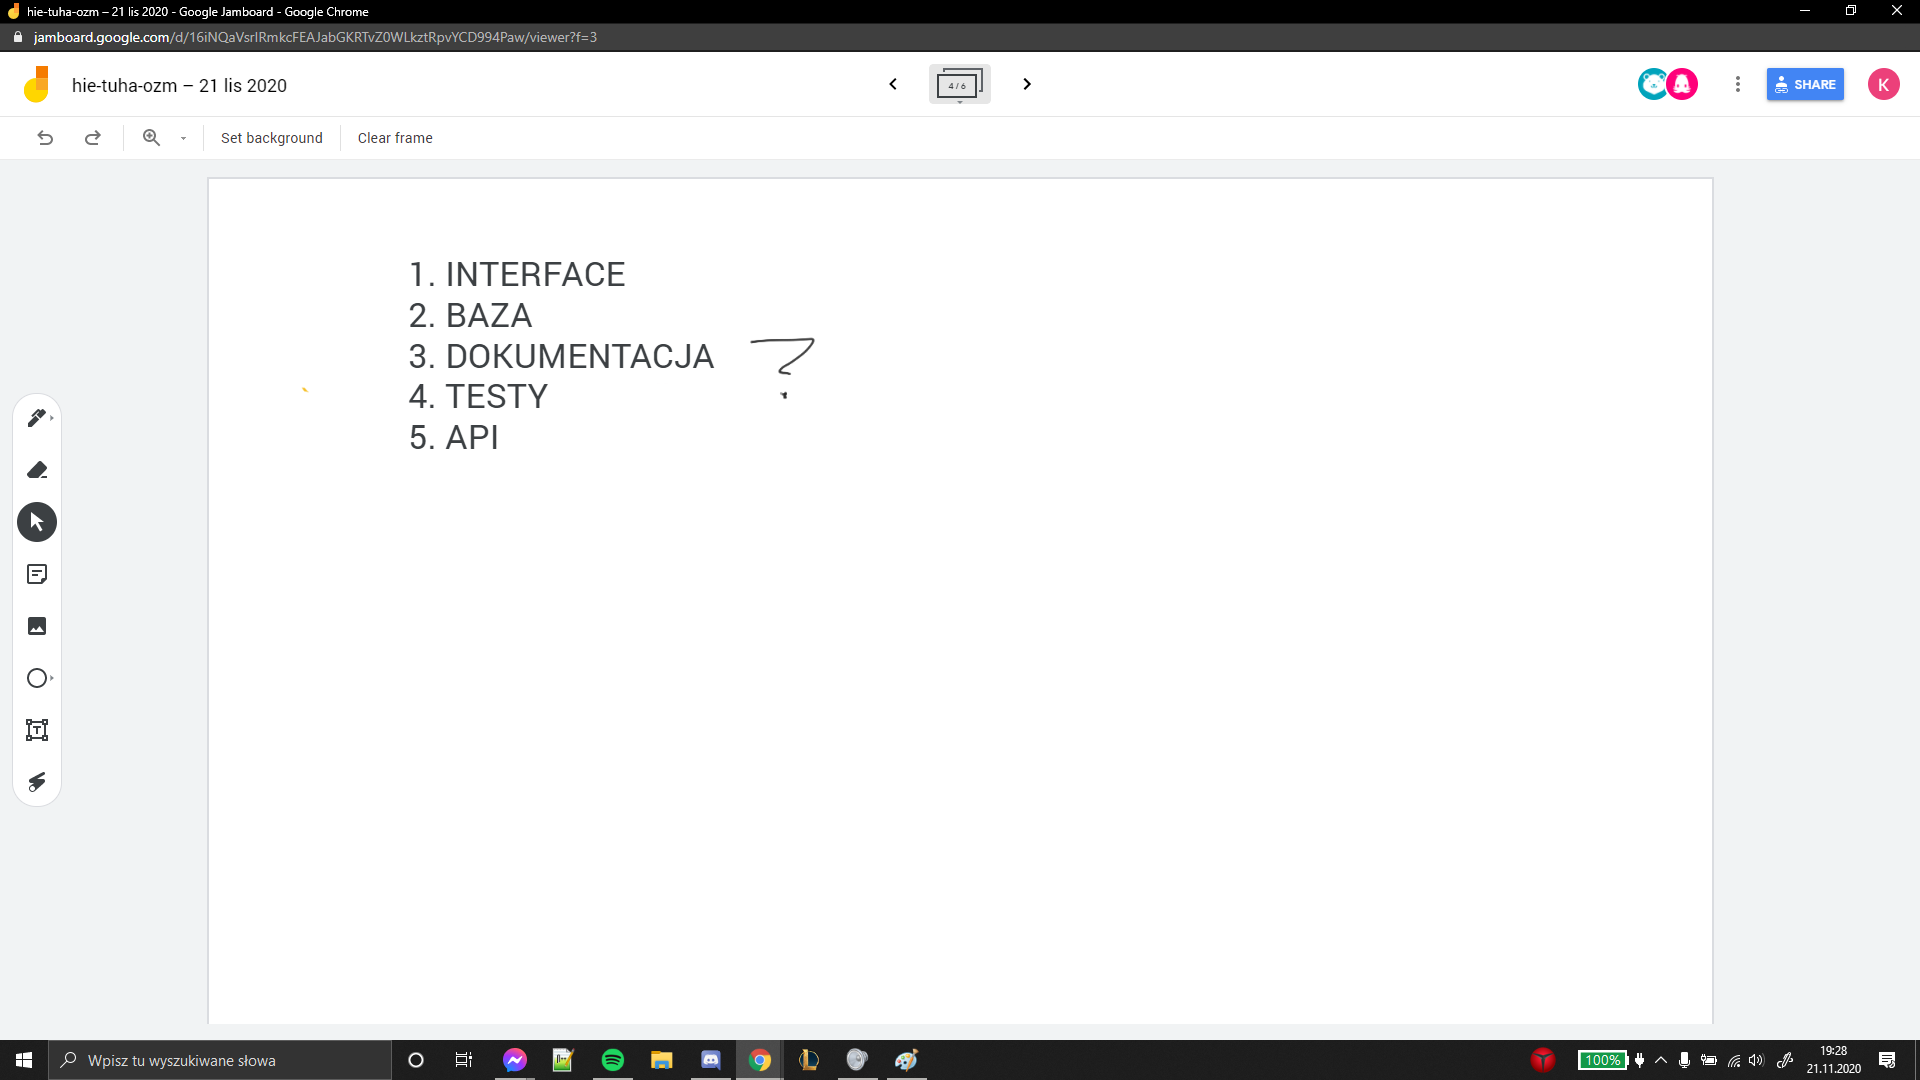 hie-tuha-ozm – 21 lis 2020 - Google Jamboard - Google Chrome
jamboard.google.com/d/16iNQaVsrIRmkcFEAJabGKRTvZ0WLkztRpvYCD994Paw/viewer?f=3
hie-tuha-ozm – 21 lis 2020
4 / 6
SHARE
K
Set background
Clear frame
1. INTERFACE
2. BAZA
3. DOKUMENTACJA ?
4. TESTY
5. API
Wpisz tu wyszukiwane słowa
100%
19:28
21.11.2020